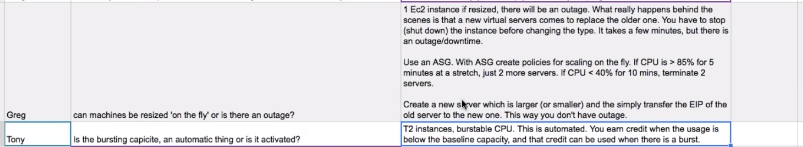 1 Ec2 instance if resized, there will be an outage. What really happens behind the
scenes is that a new virtual servers comes to replace the older one. You have to stop
(shut down) the instance before changing the type. It takes a few minutes, but there is
an outage/downtime.
Use an ASG. With ASG create policies for scaling on the fly. If CPU is > 85% for 5
minutes at a stretch, just 2 more servers. If CPU < 40% for 10 mins, terminate 2
servers.
Create a new server which is larger (or smaller) and the simply transfer the EIP of the
Greg can machines be resized 'on the fly' or is there an outage? old server to the new one. This way you don't have outage.
T2 instances, burstable CPU. This is automated. You earn credit when the usage is
Tony Is the bursting capicite, an automatic thing or is it activated? below the baseline capacity, and that credit can be used when there is a burst.